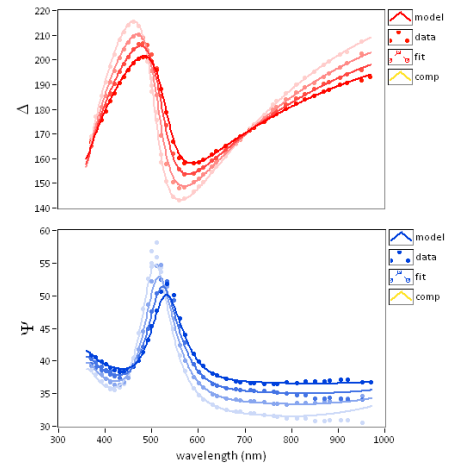 220
210
200
190
180
170
160
150
140
Δ
model
data
fit
comp
60
55
50
45
40
35
30
Ψ
model
data
fit
comp
300 400 500 600 700 800 900 1000
wavelength (nm)